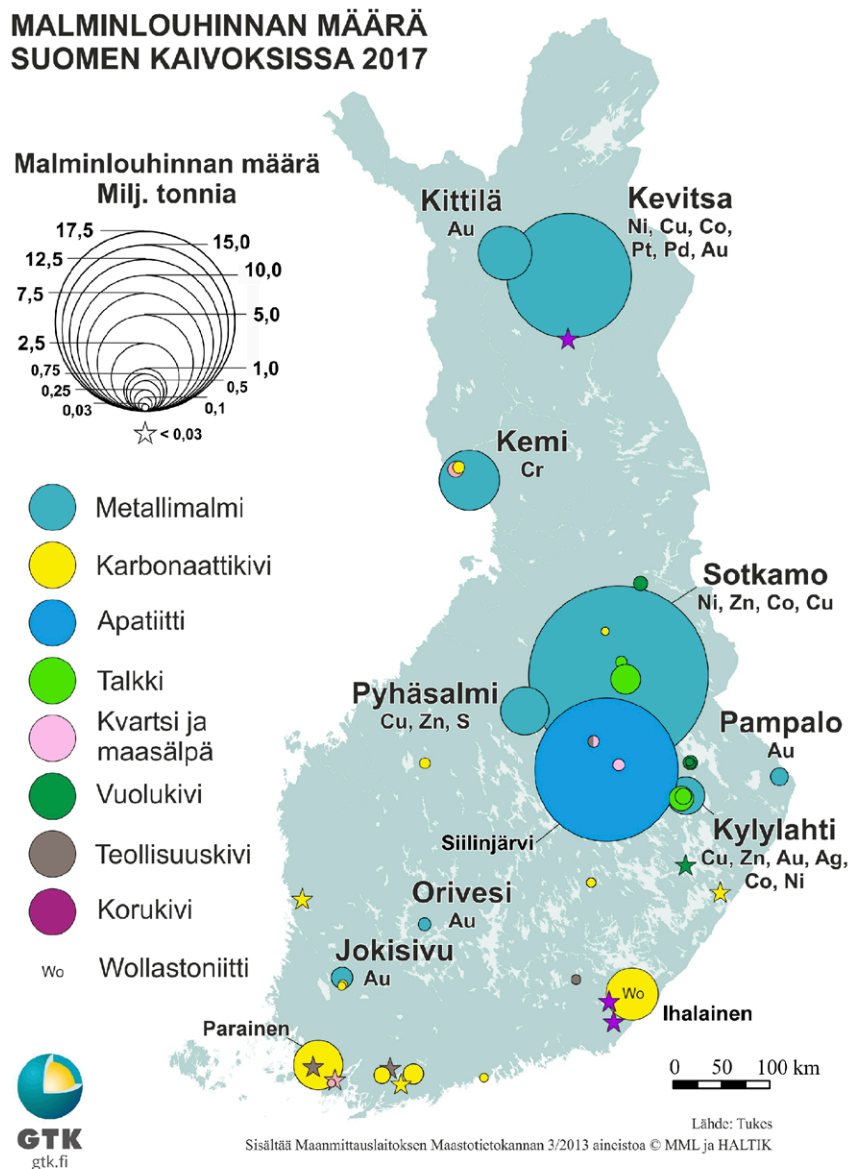 MALMINLOUHINNAN MÄÄRÄ
SUOMEN KAIVOKSISSA 2017
Malminlouhinnan määrä
Milj. tonnia
17,5
15,0
12,5
10,0
7,5
5,0
2,5
1,0
0,75
0,5
0,25
0,1
0,03
< 0,03
Metallimalmi
Karbonaattikivi
Apatiitti
Talkki
Kvartsi ja
maasälpä
Vuolukivi
Teollisuuskivi
Korukivi
Wo Wollastoniitti
Kittilä
Au
Kevitsa
Ni, Cu, Co,
Pt, Pd, Au
Kemi
Cr
Sotkamo
Ni, Zn, Co, Cu
Pyhäsalmi
Cu, Zn, S
Pampalo
Au
Siilinjärvi
Kylylahti
Cu, Zn, Au, Ag,
Co, Ni
Orivesi
Au
Jokisivu
Au
Wo
Ihalainen
Parainen
0 50 100 km
GTK
gtk.fi
Lähde: Tukes
Sisältää Maanmittauslaitoksen Maastotietokannan 3/2013 aineistoa © MML ja HALTIK